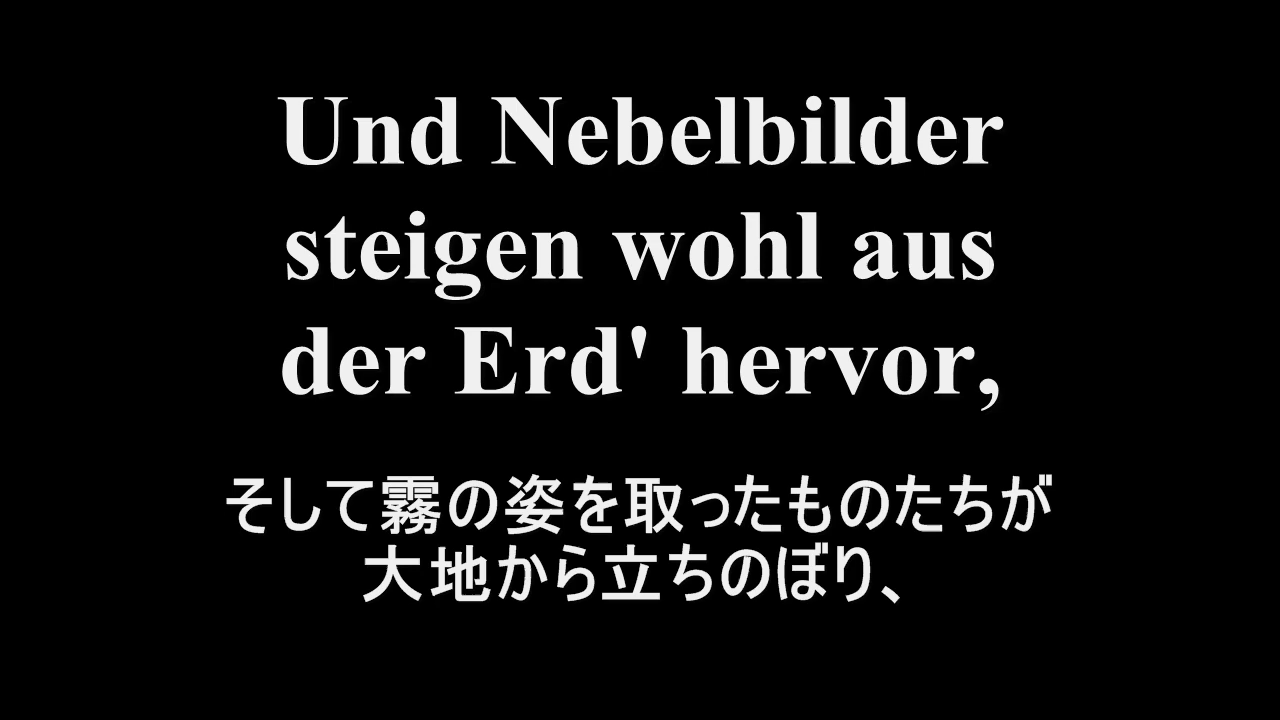 Und Nebelbilder
steigen wohl aus
der Erd' hervor,
そして霧の姿を取ったものたちが
大地から立ちのぼり、